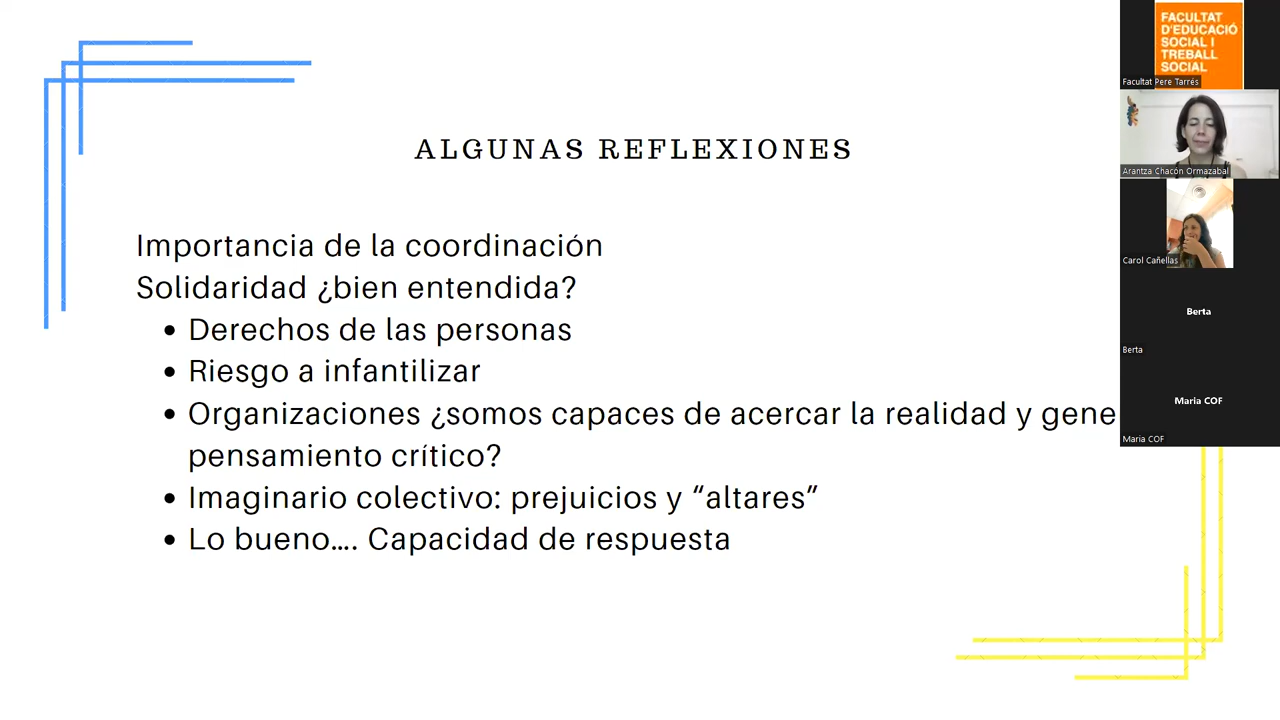 ALGUNAS REFLEXIONES
Importancia de la coordinación
Solidaridad ¿bien entendida?
• Derechos de las personas
• Riesgo a infantilizar
• Organizaciones ¿somos capaces de acercar la realidad y gene
pensamiento crítico?
• Imaginario colectivo: prejuicios y “altares”
• Lo bueno.... Capacidad de respuesta
FACULTAT
D'EDUCACIÓ
SOCIAL I
TREBALL
SOCIAL
Facultat Pere Tarrés
Arantza Chacón Ormazabal
Carol Cañellas
Berta
Berta
Maria COF
Maria COF